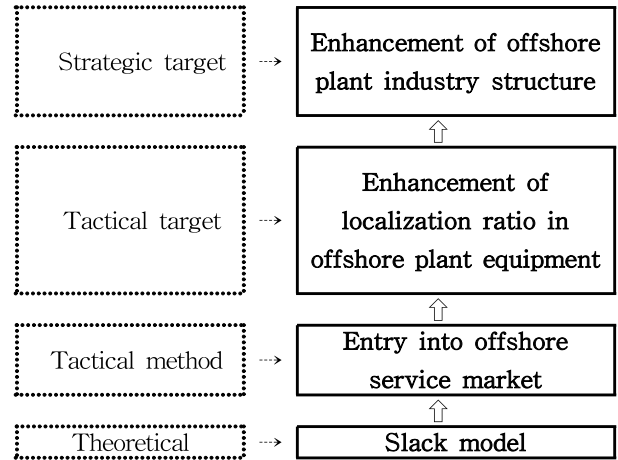 Strategic target
Enhancement of offshore
plant industry structure
Tactical target
Enhancement of
localization ratio in
offshore plant equipment
Tactical method
Entry into offshore
service market
Theoretical
Slack model